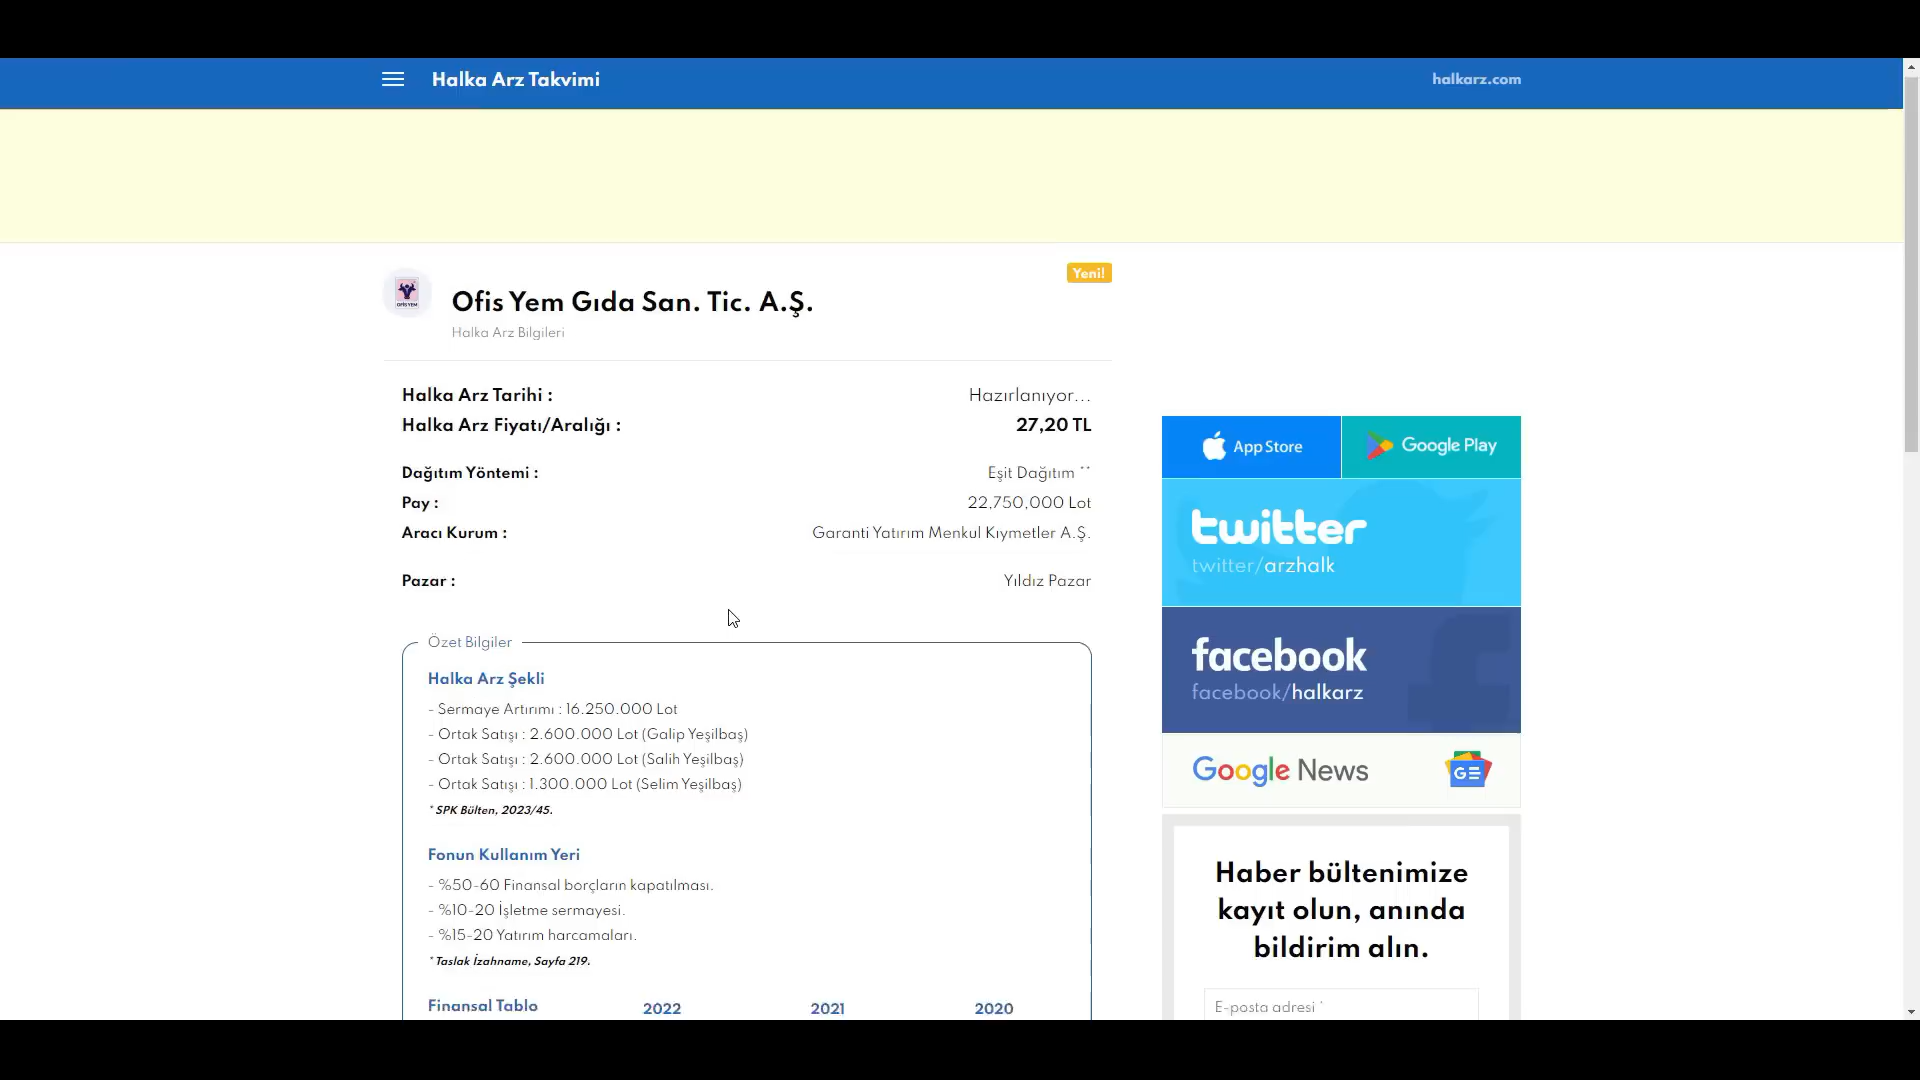 Halka Arz Takvimi
halkarz.com
Yeni!
OFİS YEM
Ofis Yem Gıda San. Tic. A.Ş.
Halka Arz Bilgileri
Halka Arz Tarihi : Hazırlanıyor...
Halka Arz Fiyatı/Aralığı : 27,20 TL
Dağıtım Yöntemi : Eşit Dağıtım **
Pay : 22,750,000 Lot
Aracı Kurum : Garanti Yatırım Menkul Kıymetler A.Ş.
Pazar : Yıldız Pazar
Özet Bilgiler
Halka Arz Şekli
- Sermaye Artırımı : 16.250.000 Lot
- Ortak Satışı : 2.600.000 Lot (Galip Yeşilbaş)
- Ortak Satışı : 2.600.000 Lot (Salih Yeşilbaş)
- Ortak Satışı : 1.300.000 Lot (Selim Yeşilbaş)
* SPK Bülten, 2023/45.
Fonun Kullanım Yeri
- %50-60 Finansal borçların kapatılması.
- %10-20 İşletme sermayesi.
- %15-20 Yatırım harcamaları.
* Taslak İzahname, Sayfa 219.
Finansal Tablo 2022 2021 2020
App Store
Google Play
twitter
twitter/arzhalk
facebook
facebook/halkarz
Google News
GE
Haber bültenimize
kayıt olun, anında
bildirim alın.
E-posta adresi *